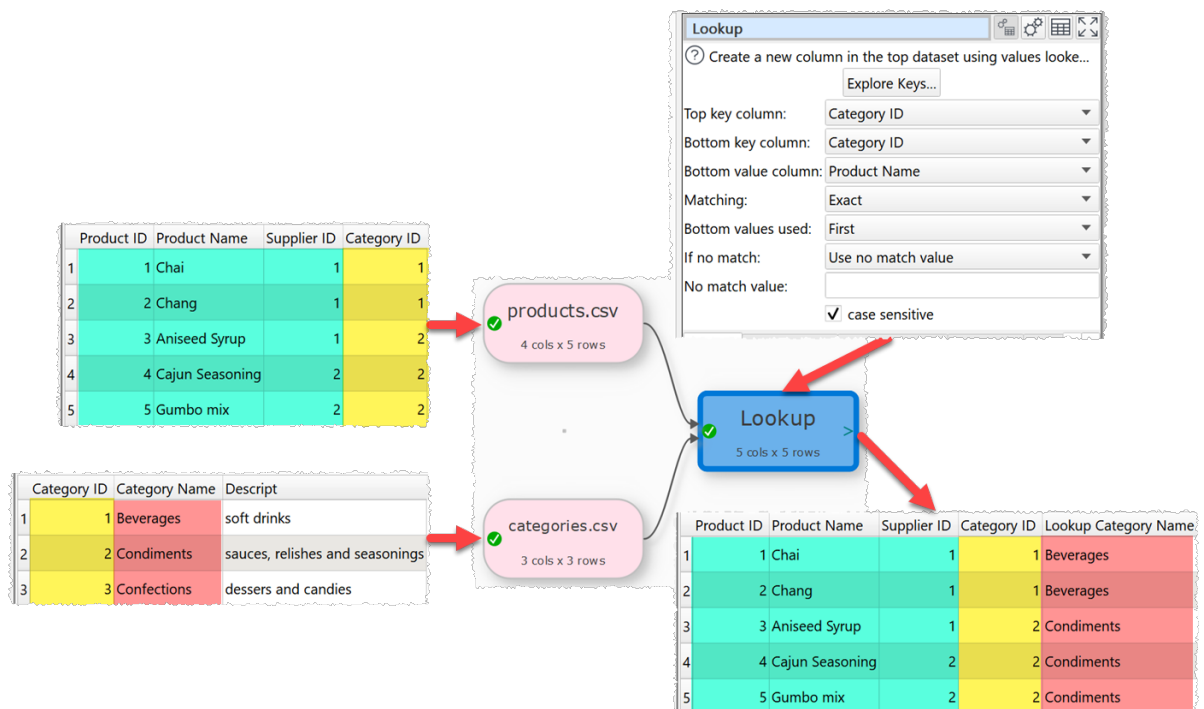 Lookup
? Create a new column in the top dataset using values looke...
Explore Keys...
Top key column: Category ID
Bottom key column: Category ID
Bottom value column: Product Name
Matching: Exact
Bottom values used: First
If no match: Use no match value
No match value:
case sensitive
Product ID Product Name Supplier ID Category ID
1 1 Chai 1 1
2 2 Chang 1 1
3 3 Aniseed Syrup 1 2
4 4 Cajun Seasoning 2 2
5 5 Gumbo mix 2 2
products.csv
4 cols x 5 rows
Lookup >
5 cols x 5 rows
Category ID Category Name Descript
1 1 Beverages soft drinks
2 2 Condiments sauces, relishes and seasonings
3 3 Confections dessers and candies
categories.csv
3 cols x 3 rows
Product ID Product Name Supplier ID Category ID Lookup Category Name
1 1 Chai 1 1 Beverages
2 2 Chang 1 1 Beverages
3 3 Aniseed Syrup 1 2 Condiments
4 4 Cajun Seasoning 2 2 Condiments
5 5 Gumbo mix 2 2 Condiments